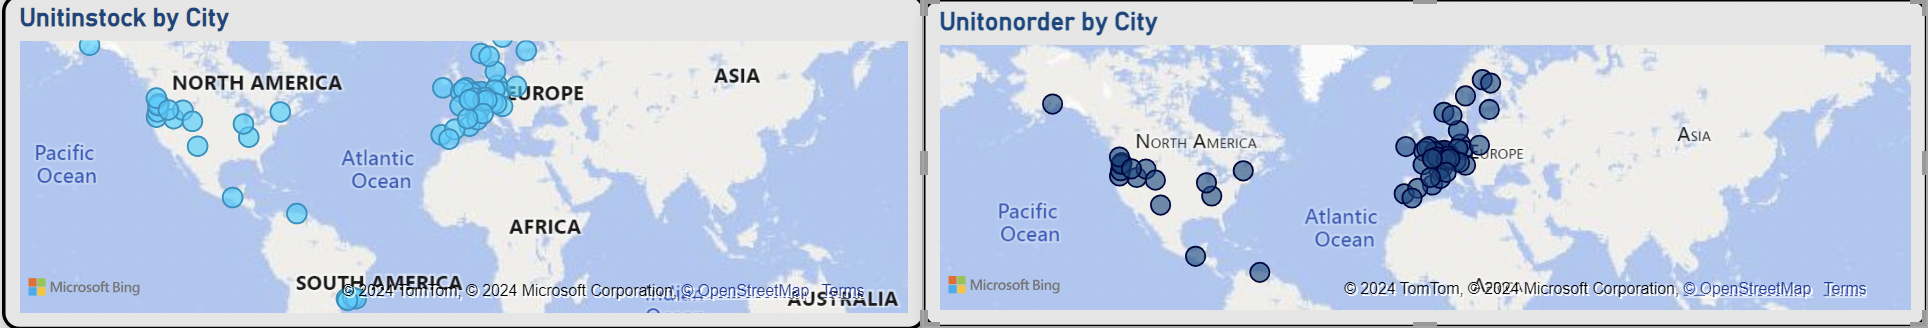 Unitinstock by City
NORTH AMERICA
EUROPE
ASIA
Pacific
Ocean
Atlantic
Ocean
AFRICA
SOUTH AMERICA
AUSTRALIA
Microsoft Bing
© 2024 TomTom, © 2024 Microsoft Corporation, © OpenStreetMap Terms
Unitonorder by City
NORTH AMERICA
EUROPE
ASIA
Pacific
Ocean
Atlantic
Ocean
Microsoft Bing
© 2024 TomTom, © 2024 Microsoft Corporation, © OpenStreetMap Terms